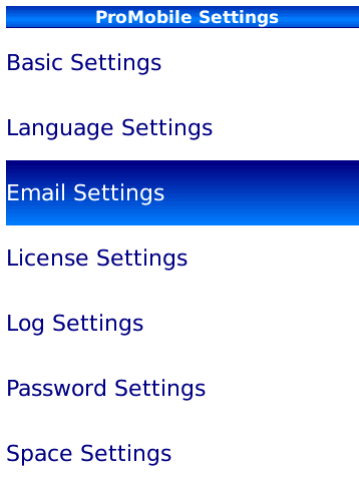 ProMobile Settings
Basic Settings
Language Settings
Email Settings
License Settings
Log Settings
Password Settings
Space Settings